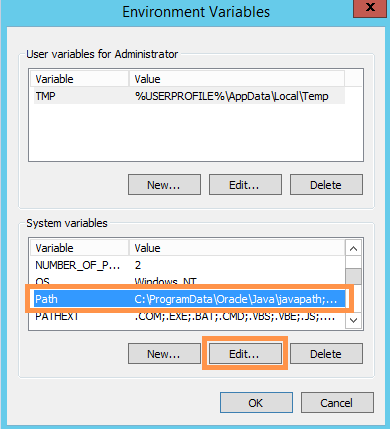 Environment Variables
x
User variables for Administrator
Variable Value
TMP %USERPROFILE%\AppData\Local\Temp
New... Edit... Delete
System variables
Variable Value
NUMBER_OF_P... 2
OS Windows_NT
Path C:\ProgramData\Oracle\Java\javapath;...
PATHEXT .COM;.EXE;.BAT;.CMD;.VBS;.VBE;.JS;....
New... Edit... Delete
OK Cancel